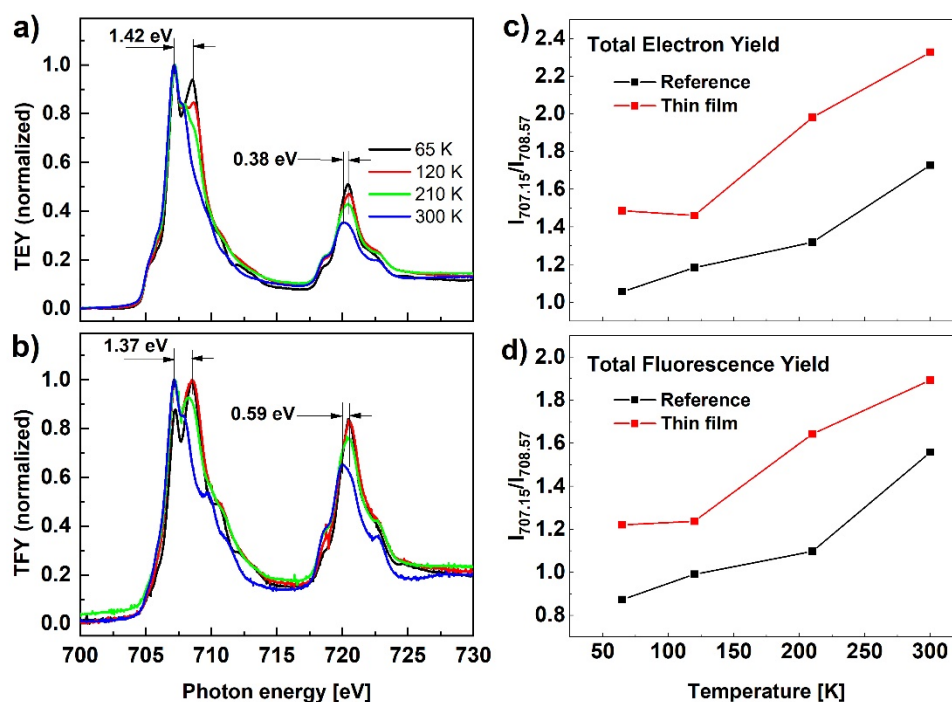 a)
1.42 eV
0.38 eV
65 K
120 K
210 K
300 K
TEY (normalized)
1.0
0.8
0.6
0.4
0.2
0.0
b)
1.37 eV
0.59 eV
TFY (normalized)
1.0
0.8
0.6
0.4
0.2
0.0
700 705 710 715 720 725 730
Photon energy [eV]
c)
Total Electron Yield
Reference
Thin film
I707.15/I708.57
2.4
2.2
2.0
1.8
1.6
1.4
1.2
1.0
d)
Total Fluorescence Yield
Reference
Thin film
I707.15/I708.57
2.0
1.8
1.6
1.4
1.2
1.0
0.8
50 100 150 200 250 300
Temperature [K]